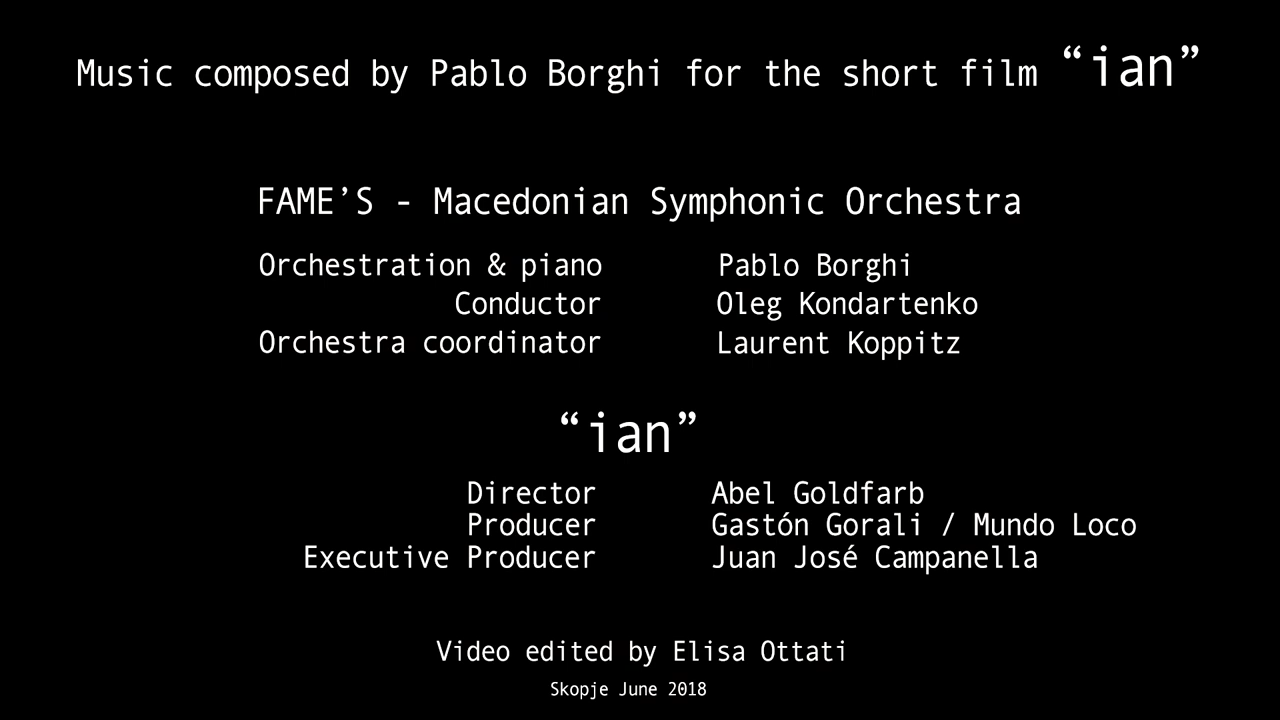 Music composed by Pablo Borghi for the short film “ian”
FAME’S - Macedonian Symphonic Orchestra
Orchestration & piano Pablo Borghi
Conductor Oleg Kondartenko
Orchestra coordinator Laurent Koppitz
“ian”
Director Abel Goldfarb
Producer Gastón Gorali / Mundo Loco
Executive Producer Juan José Campanella
Video edited by Elisa Ottati
Skopje June 2018